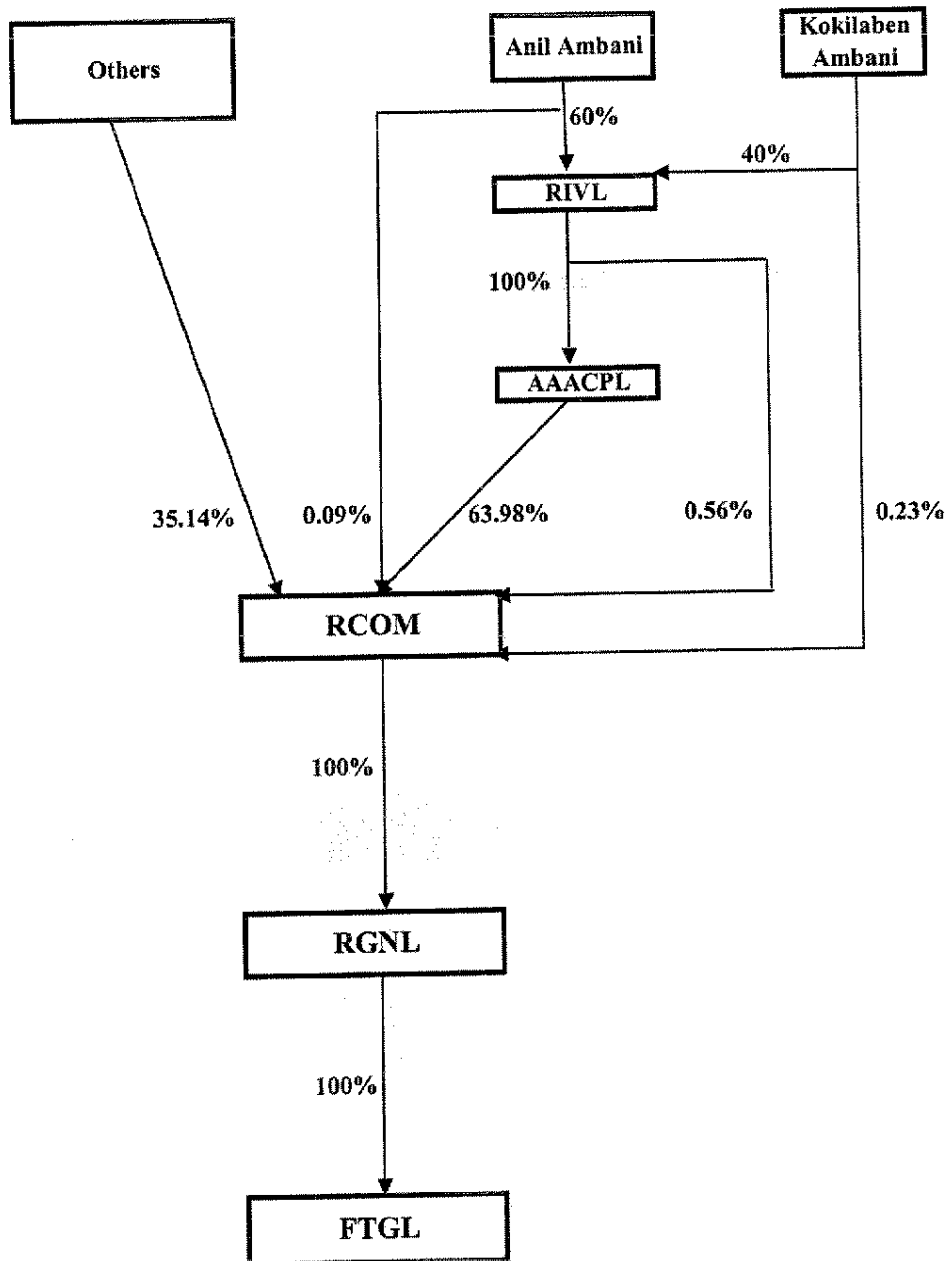 Others
Anil Ambani
Kokilaben
Ambani
60%
40%
RIVL
100%
AAACPL
35.14%
0.09%
63.98%
0.56%
0.23%
RCOM
100%
RGNL
100%
FTGL